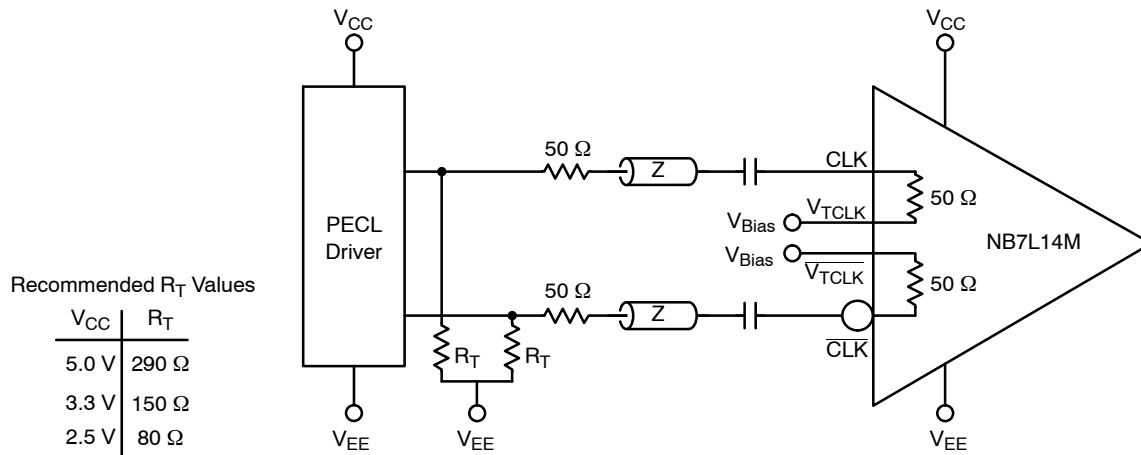 V_CC
V_CC
50 Ω
Z
CLK
50 Ω
V_Bias
V_TCLK
PECL
Driver
NB7L14M
V_Bias
V̅_T̅C̅L̅K̅
50 Ω
50 Ω
Z
C̅L̅K̅
Recommended R_T Values
V_CC R_T
5.0 V 290 Ω
3.3 V 150 Ω
2.5 V 80 Ω
R_T
R_T
V_EE
V_EE
V_EE